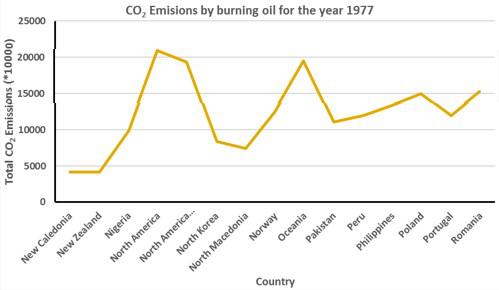 CO₂ Emisions by burning oil for the year 1977
Total CO₂ Emissions (*10000)
25000
20000
15000
10000
5000
0
New Caledonia
New Zealand
Nigeria
North America
North America...
North Korea
North Macedonia
Norway
Oceania
Pakistan
Peru
Philippines
Poland
Portugal
Romania
Country